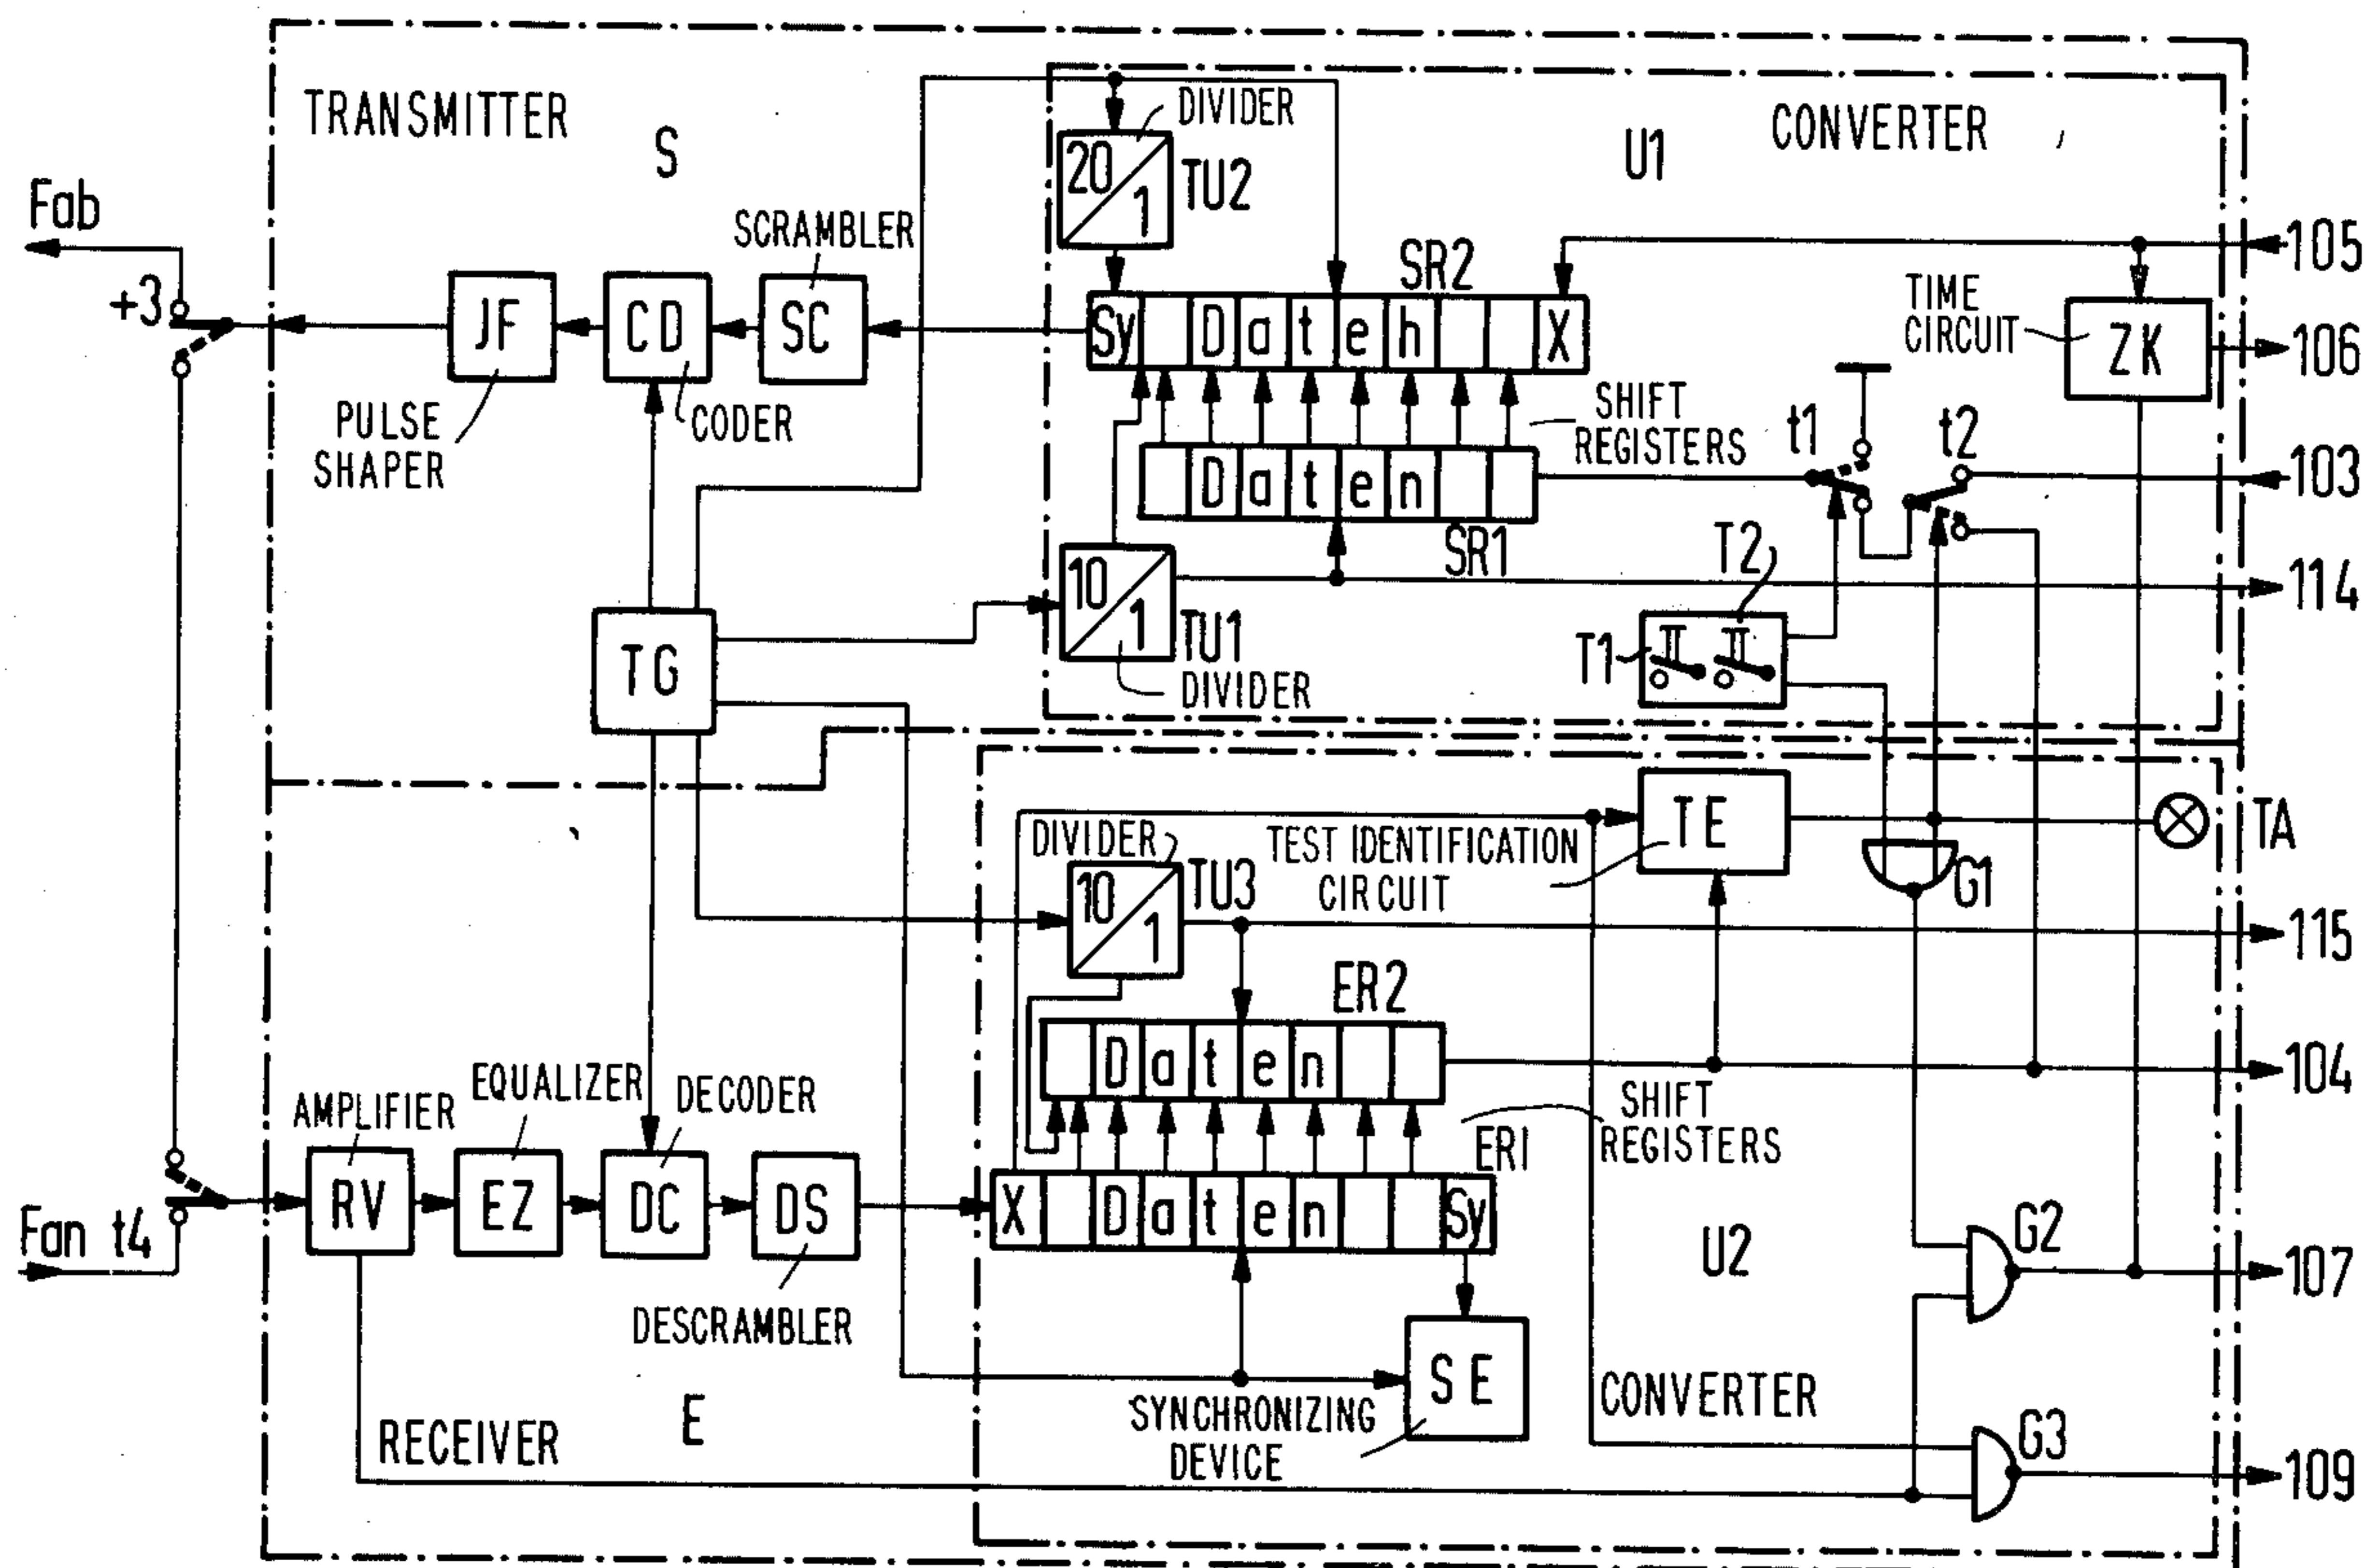 TRANSMITTER
S
Fab
+3
JF
PULSE
SHAPER
CD
CODER
SCRAMBLER
SC
TG
DIVIDER
20
1
TU2
U1
CONVERTER
SR2
Sy D a t e h X
SHIFT
REGISTERS
D a t e n
SR1
10
1
TU1
DIVIDER
TIME
CIRCUIT
ZK
t1
t2
T2
T1
105
106
103
114
DIVIDER
10
1
TU3
TEST IDENTIFICATION
CIRCUIT
TE
G1
TA
115
ER2
D a t e n
104
SHIFT
REGISTERS
ER1
X D a t e n Sy
AMPLIFIER
RV
EQUALIZER
EZ
DECODER
DC
DS
DESCRAMBLER
Fan t4
U2
G2
107
SE
SYNCHRONIZING
DEVICE
CONVERTER
G3
109
RECEIVER
E